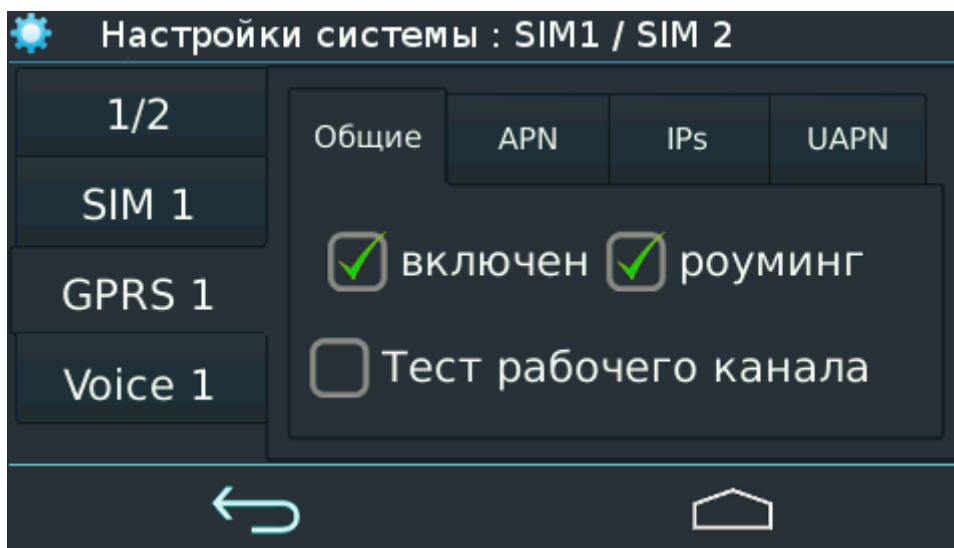 Настройки системы : SIM1 / SIM 2
1/2
SIM 1
GPRS 1
Voice 1
Общие APN IPs UAPN
включен роуминг
Тест рабочего канала